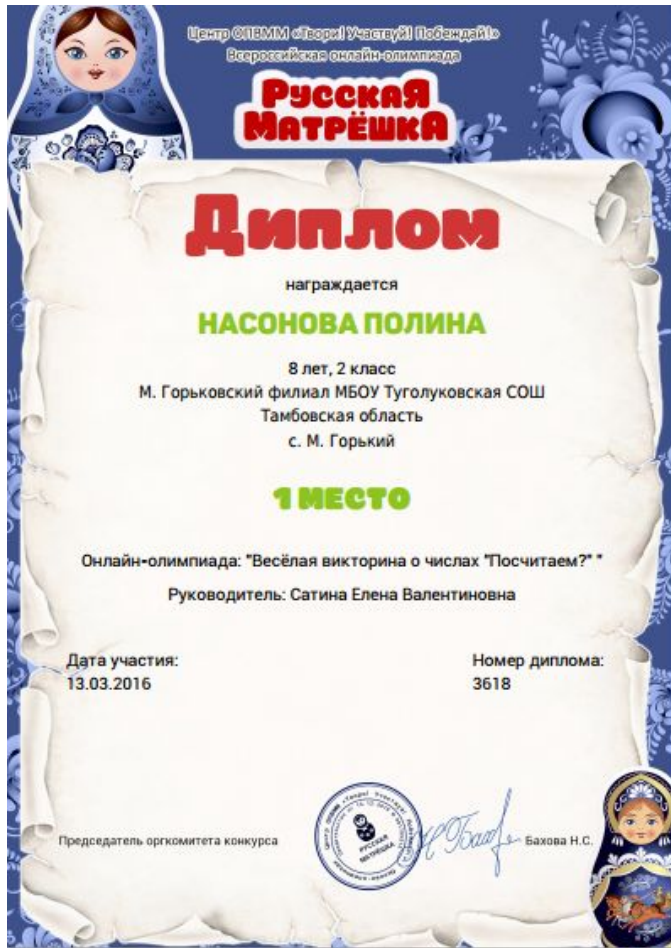 Центр ОПВММ «Твори! Участвуй! Побеждай!»
Всероссийская онлайн-олимпиада
РУССКАЯ
МАТРЁШКА
Диплом
награждается
НАСОНОВА ПОЛИНА
8 лет, 2 класс
М. Горьковский филиал МБОУ Туголуковская СОШ
Тамбовская область
с. М. Горький
1 МЕСТО
Онлайн-олимпиада: "Весёлая викторина о числах "Посчитаем?" "
Руководитель: Сатина Елена Валентиновна
Дата участия:
13.03.2016
Номер диплома:
3618
Председатель оргкомитета конкурса
РУССКАЯ
МАТРЁШКА
Бахова Н.С.